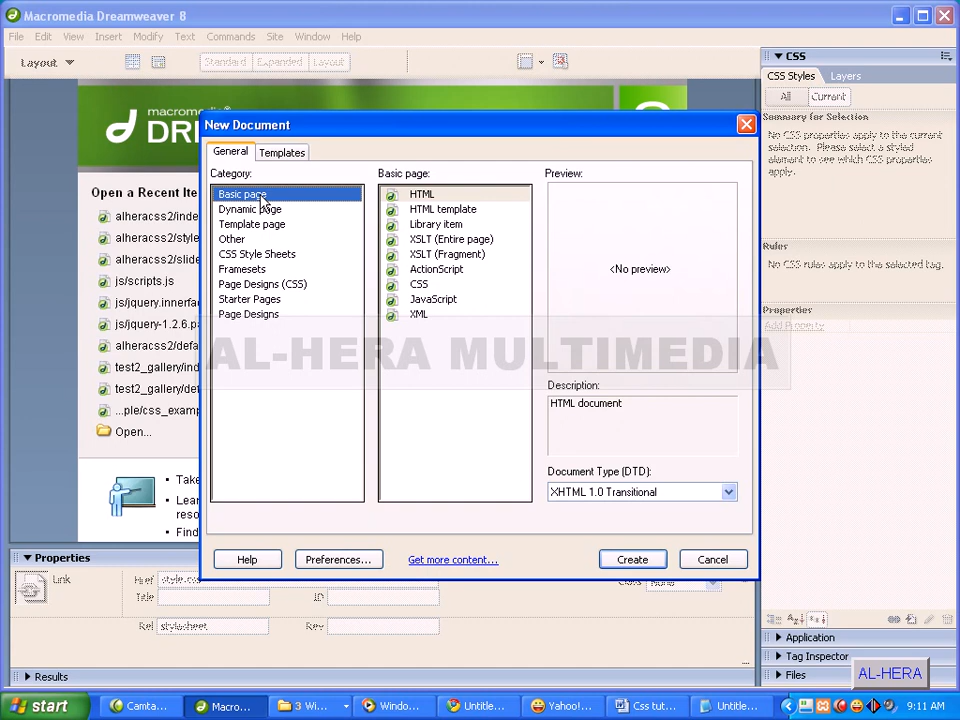 Macromedia Dreamweaver 8
File Edit View Insert Modify Text Commands Site Window Help
Layout Standard Expanded Layout
CSS
CSS Styles Layers
All Current
Summary for Selection
No CSS properties apply to the current
selection. Please select a styled
element to see which CSS properties
apply.
Rules
No CSS rules apply to the selected tag.
Properties
Add Property
macromedia®
DR
Open a Recent Ite
alheracss2/inde
alheracss2/style
alheracss2/slide
js/scripts.js
js/jquery.innerfa
js/jquery-1.2.6.pa
alheracss2/defa
test2_gallery/ind
test2_gallery/de
...ple/css_examp
Open...
Take
Lear
reso
Find
New Document
General Templates
Category:
Basic page
Dynamic page
Template page
Other
CSS Style Sheets
Framesets
Page Designs (CSS)
Starter Pages
Page Designs
Basic page:
HTML
HTML template
Library item
XSLT (Entire page)
XSLT (Fragment)
ActionScript
CSS
JavaScript
XML
Preview:
<No preview>
Description:
HTML document
Document Type (DTD):
XHTML 1.0 Transitional
Help Preferences... Get more content... Create Cancel
AL-HERA MULTIMEDIA
Properties
Link Href style.css
Title ID
Rel stylesheet Rev
None
Results
Application
Tag Inspector
Files
AL-HERA
start Camta... Macro... 3 Wi... Windo... Untitle... Yahoo!... Css tut... Untitle... 9:11 AM